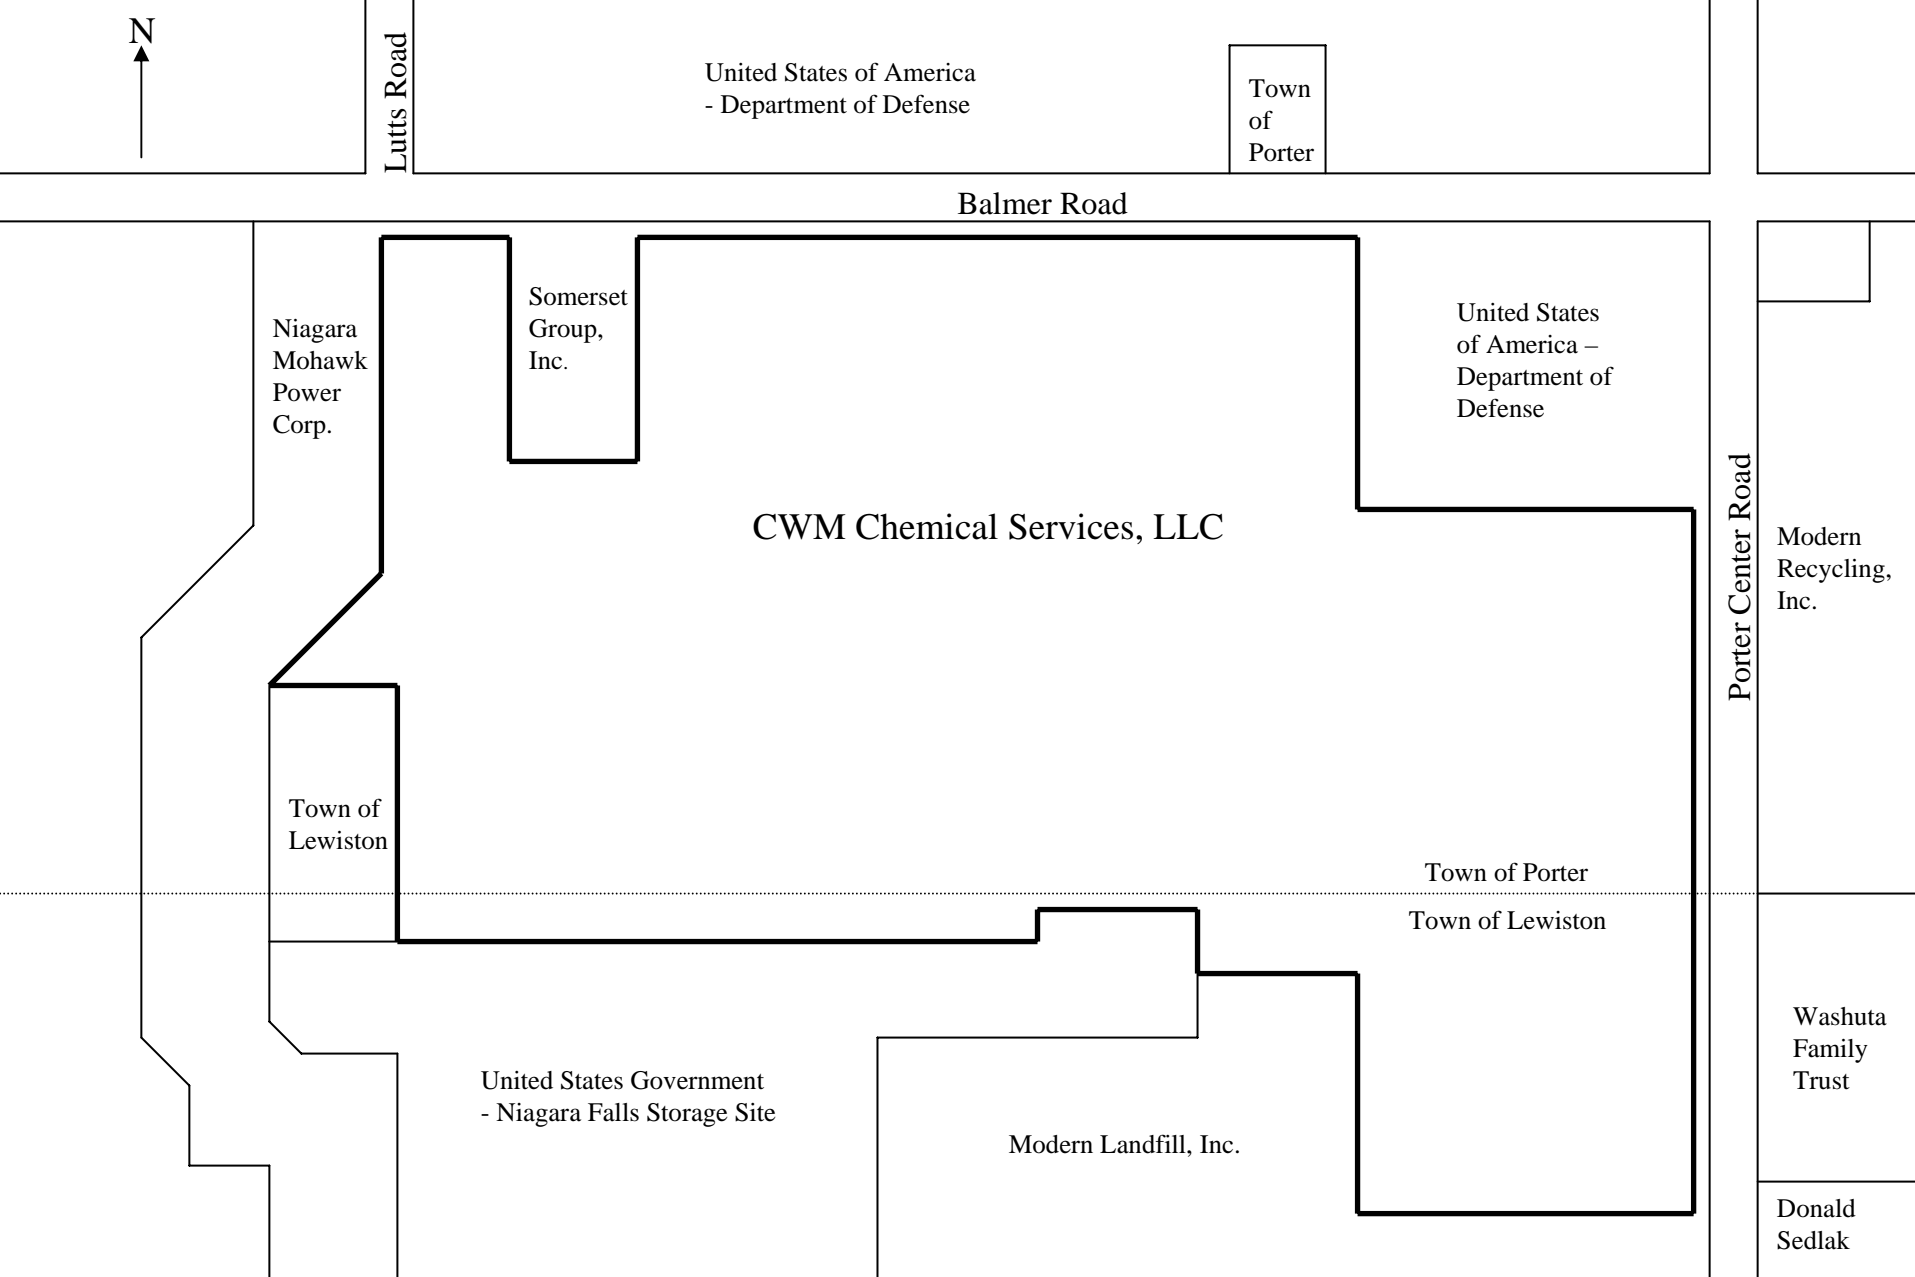 N
Lutts Road
United States of America
- Department of Defense
Town
of
Porter
Balmer Road
Niagara
Mohawk
Power
Corp.
Somerset
Group,
Inc.
United States
of America –
Department of
Defense
CWM Chemical Services, LLC
Porter Center Road
Modern
Recycling,
Inc.
Town of
Lewiston
Town of Porter
Town of Lewiston
United States Government
- Niagara Falls Storage Site
Modern Landfill, Inc.
Washuta
Family
Trust
Donald
Sedlak